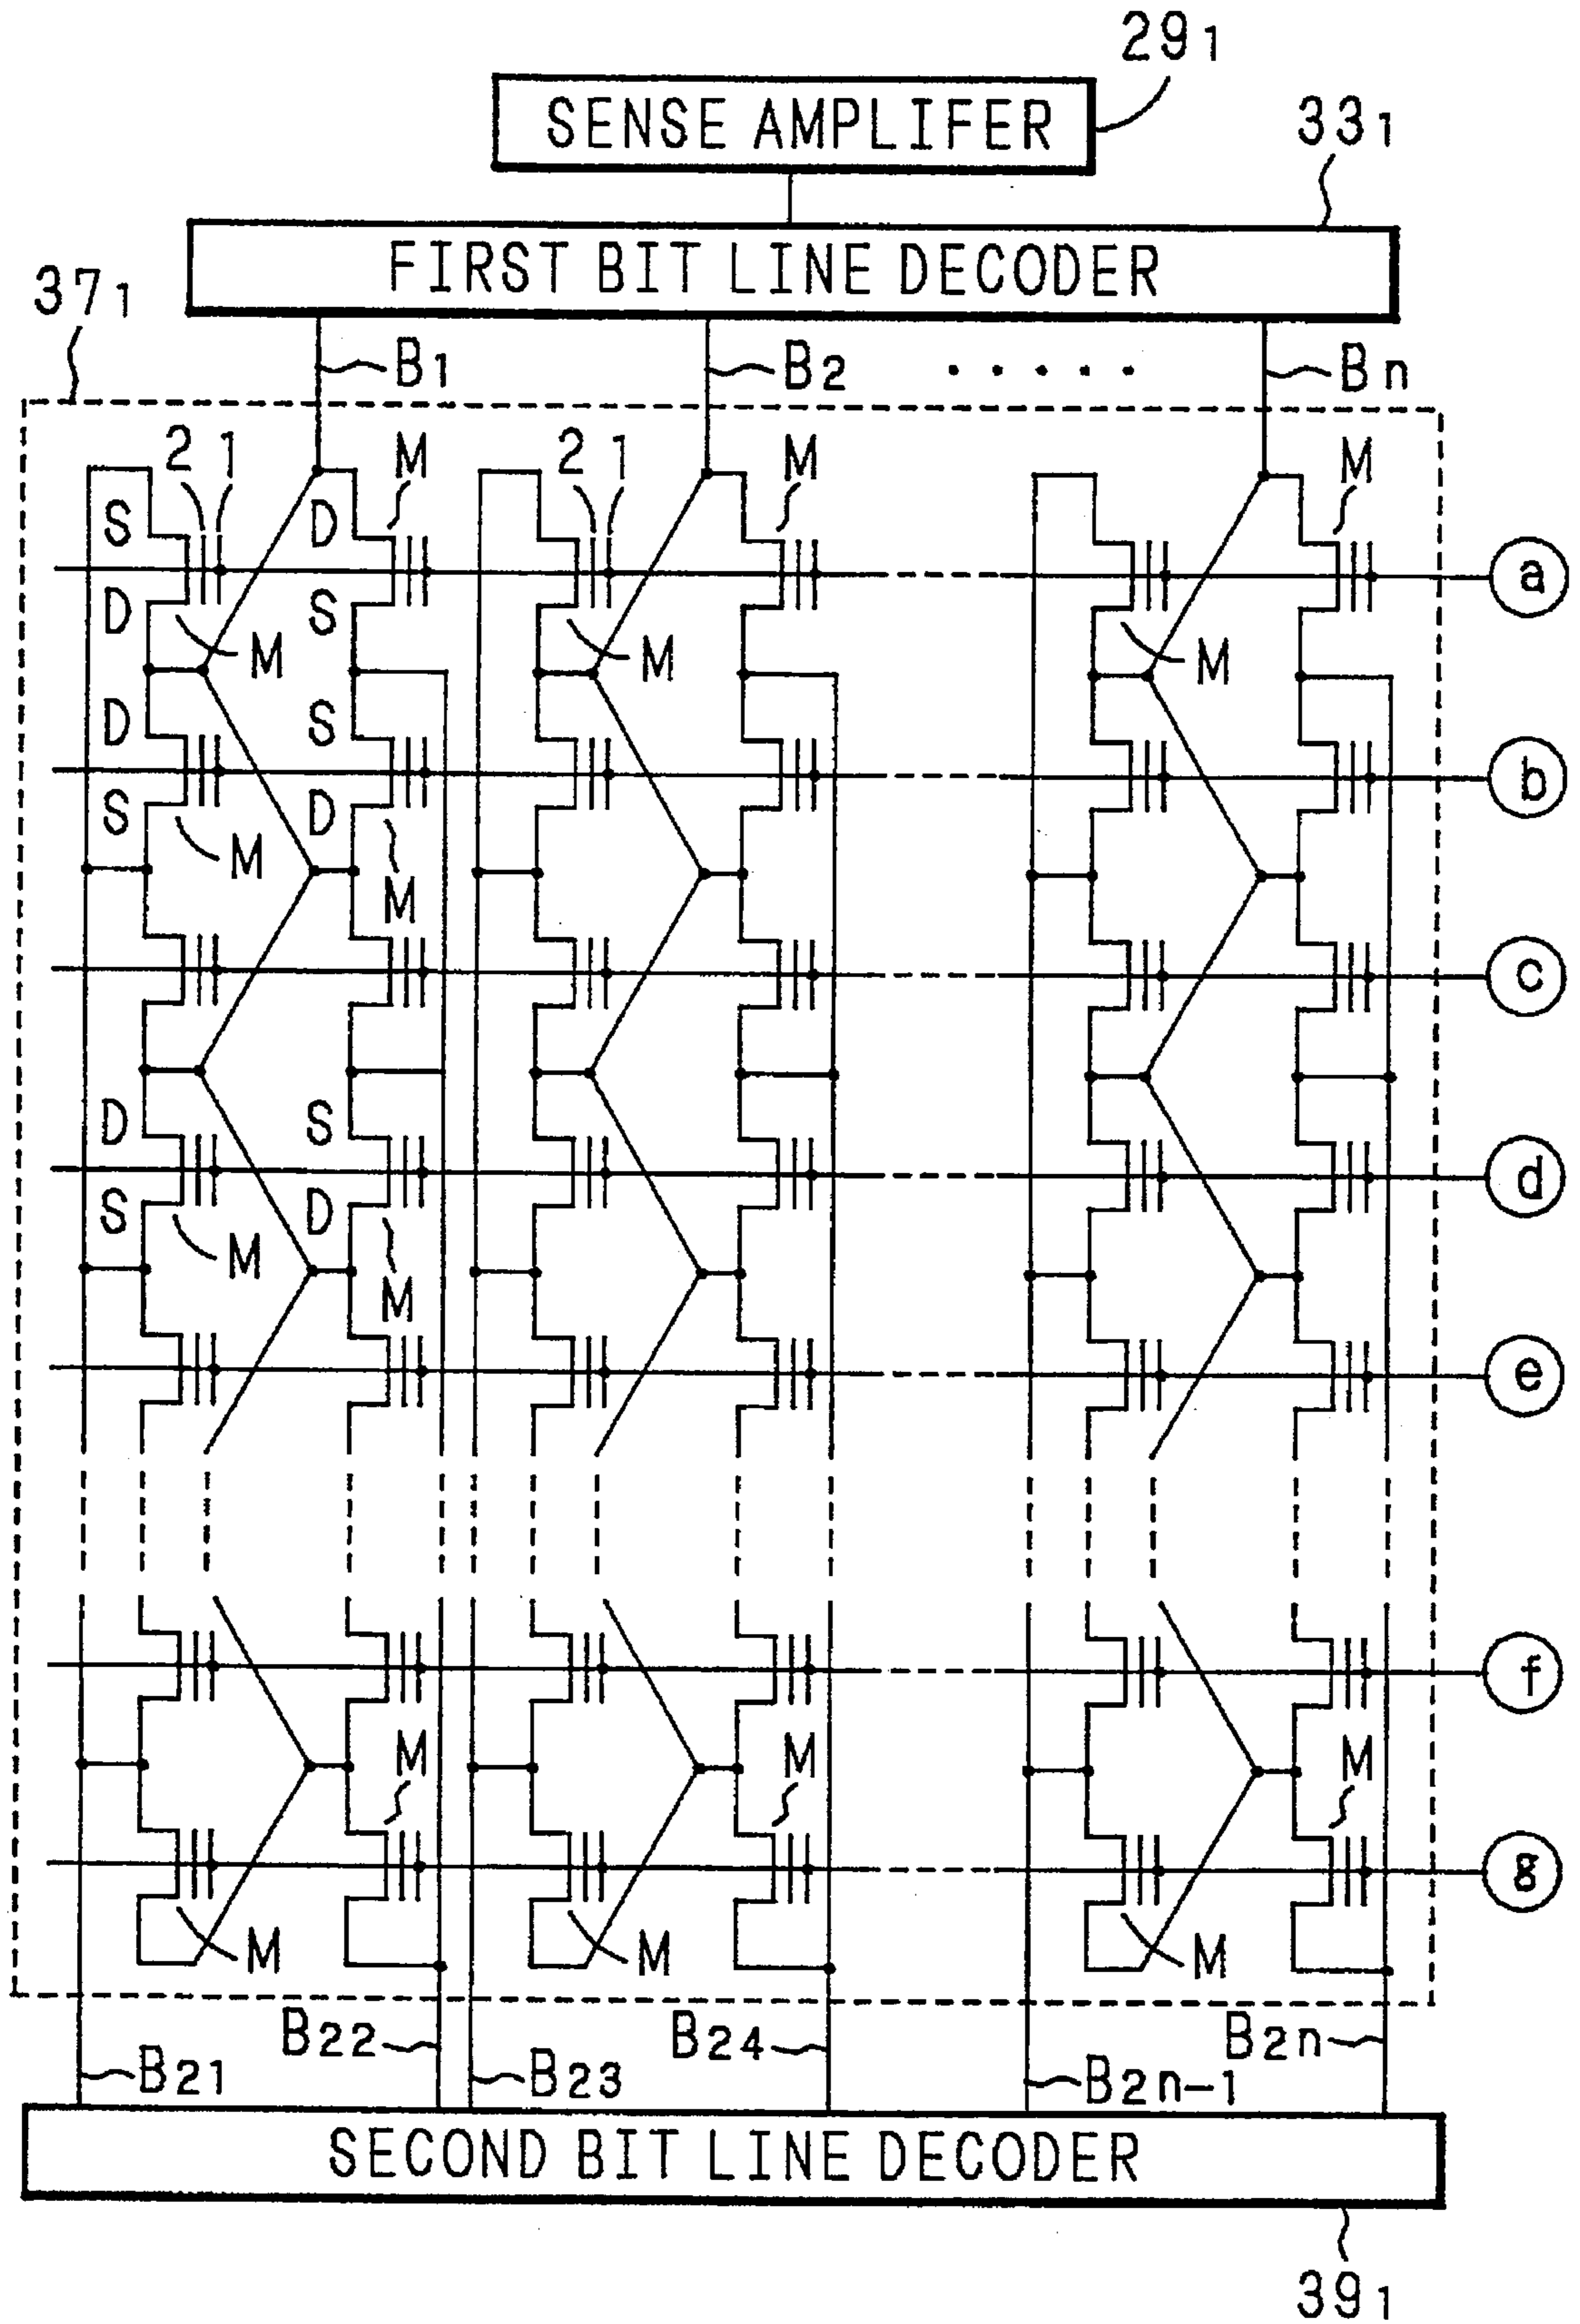 29₁
SENSE AMPLIFER
33₁
FIRST BIT LINE DECODER
37₁
B1 B2 ..... Bn
2 1 M 2 1 M M
S D
a
D S
M M M
D S
b
S D
M M
c
D S
d
S D
M M
e
f
M M M
g
M M M
B22 B24 B2n
B21 B23 B2n-1
SECOND BIT LINE DECODER
39₁